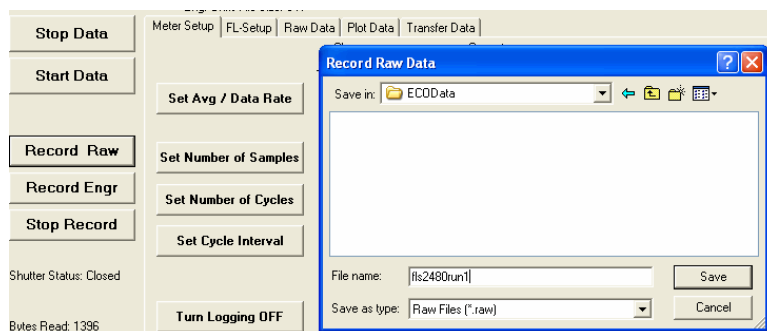 Stop Data
Start Data
Record Raw
Record Engr
Stop Record
Shutter Status: Closed
Bytes Read: 1396
Meter Setup FL-Setup Raw Data Plot Data Transfer Data
Set Avg / Data Rate
Set Number of Samples
Set Number of Cycles
Set Cycle Interval
Turn Logging OFF
Record Raw Data
Save in: ECOData
File name: fls2480run1
Save
Save as type: Raw Files (*.raw)
Cancel